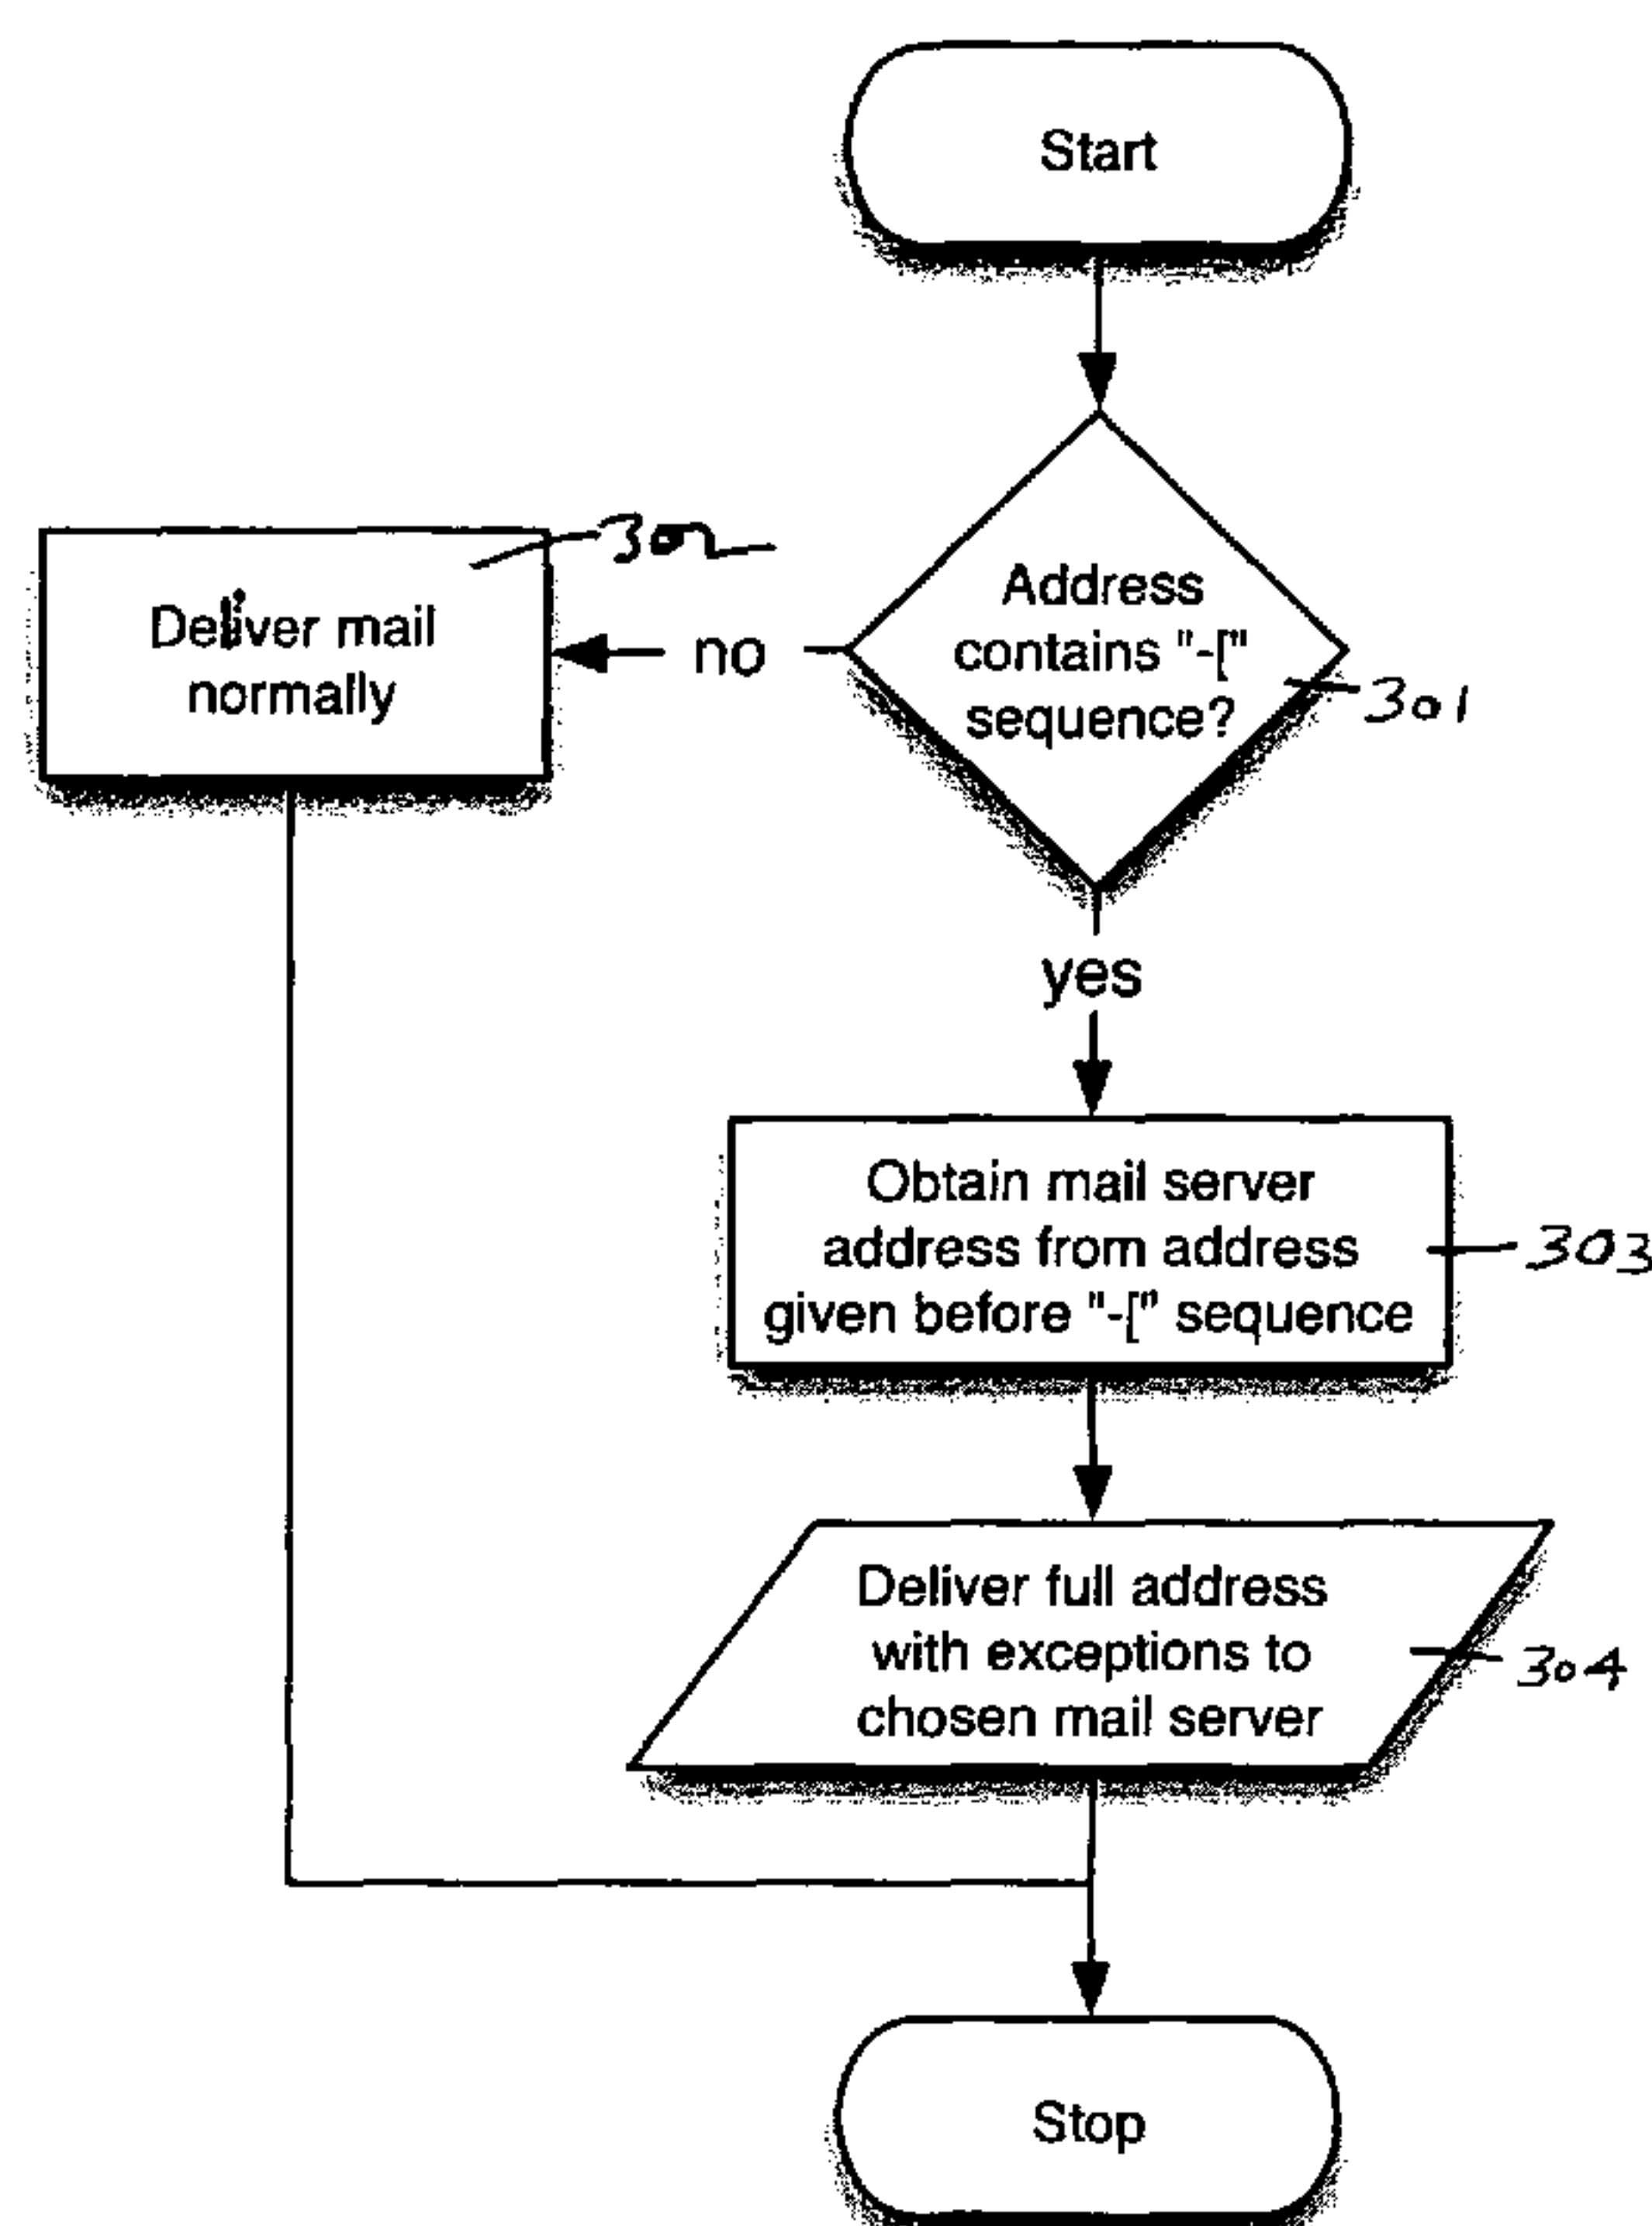 Start
Address
contains "-["
sequence?
301
no
302
Deliver mail
normally
yes
Obtain mail server
address from address
given before "-[" sequence
303
Deliver full address
with exceptions to
chosen mail server
304
Stop